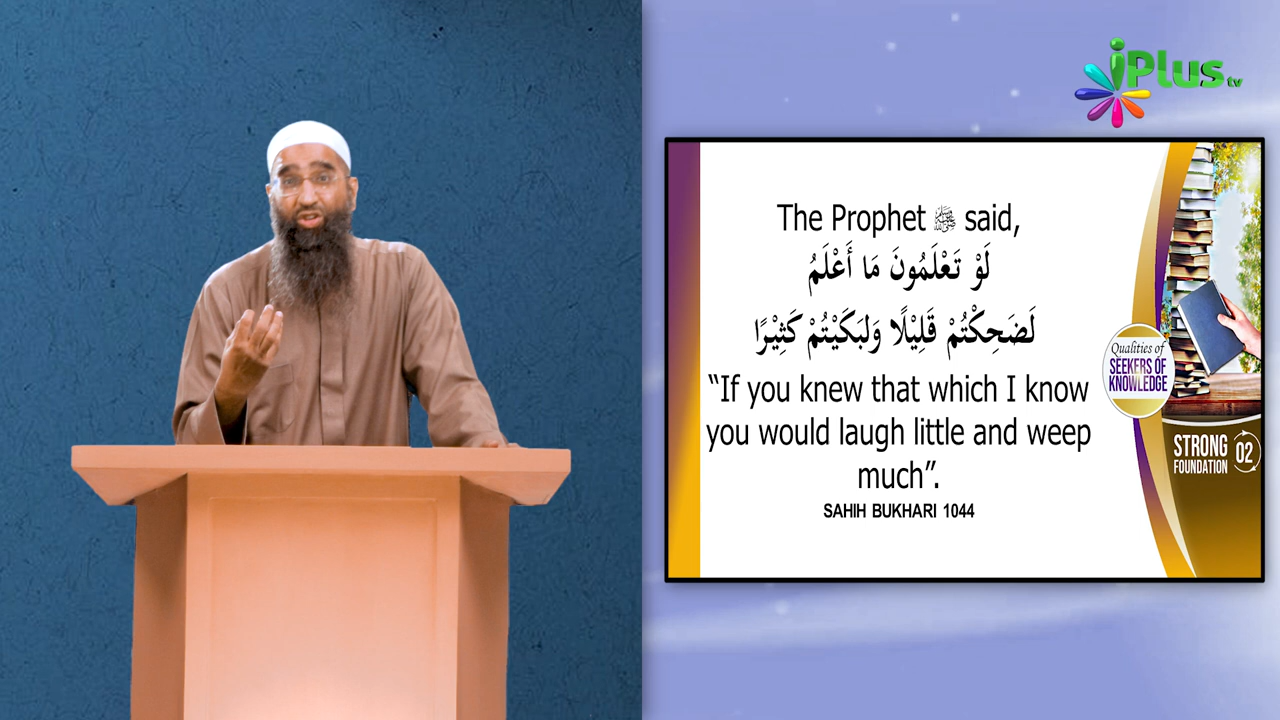 iPlus tv
The Prophet ﷺ said,
لَوْ تَعْلَمُونَ مَا أَعْلَمُ
لَضَحِكْتُمْ قَلِيْلًا وَلَبَكَيْتُمْ كَثِيْرًا
“If you knew that which I know
you would laugh little and weep
much”.
SAHIH BUKHARI 1044
Qualities of
SEEKERS OF
KNOWLEDGE
STRONG
FOUNDATION
02